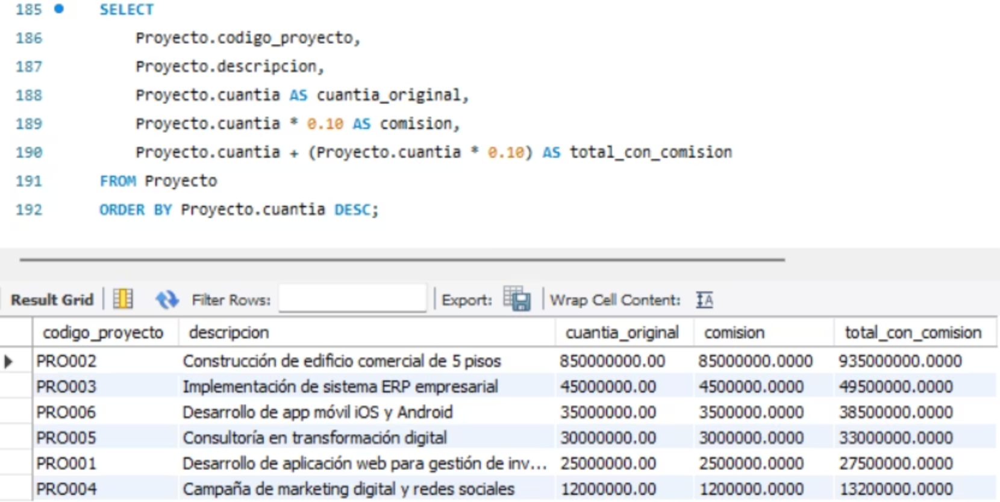 185 SELECT
186 Proyecto.codigo_proyecto,
187 Proyecto.descripcion,
188 Proyecto.cuantia AS cuantia_original,
189 Proyecto.cuantia * 0.10 AS comision,
190 Proyecto.cuantia + (Proyecto.cuantia * 0.10) AS total_con_comision
191 FROM Proyecto
192 ORDER BY Proyecto.cuantia DESC;
Result Grid Filter Rows: Export: Wrap Cell Content: IA
codigo_proyecto descripcion cuantia_original comision total_con_comision
PRO002 Construcción de edificio comercial de 5 pisos 850000000.00 85000000.0000 935000000.0000
PRO003 Implementación de sistema ERP empresarial 45000000.00 4500000.0000 49500000.0000
PRO006 Desarrollo de app móvil iOS y Android 35000000.00 3500000.0000 38500000.0000
PRO005 Consultoría en transformación digital 30000000.00 3000000.0000 33000000.0000
PRO001 Desarrollo de aplicación web para gestión de inv... 25000000.00 2500000.0000 27500000.0000
PRO004 Campaña de marketing digital y redes sociales 12000000.00 1200000.0000 13200000.0000